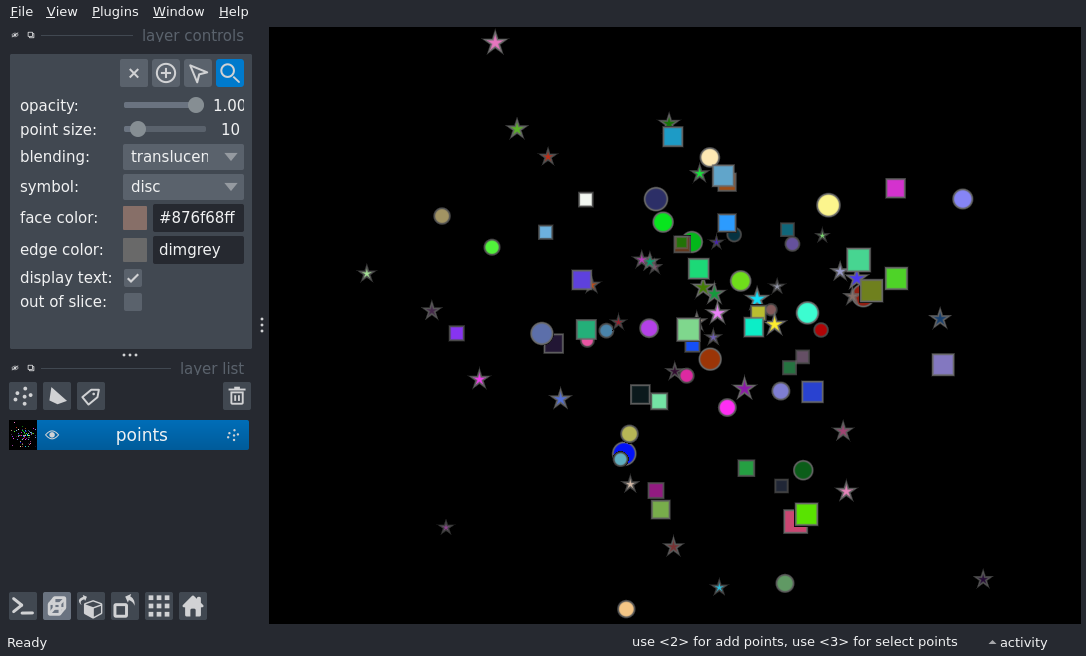 File View Plugins Window Help
layer controls
opacity: 1.00
point size: 10
blending: translucen
symbol: disc
face color: #876f68ff
edge color: dimgrey
display text:
out of slice:
layer list
points
Ready
use <2> for add points, use <3> for select points
activity